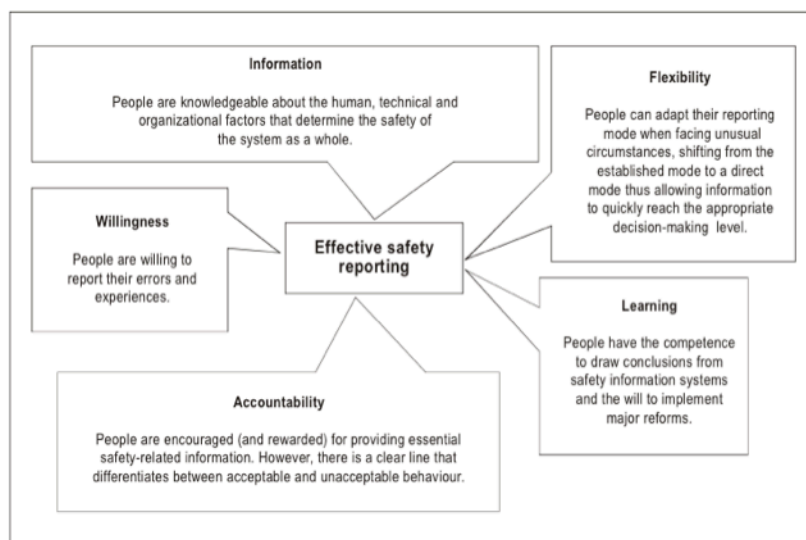 Information
People are knowledgeable about the human, technical and
organizational factors that determine the safety of
the system as a whole.
Flexibility
People can adapt their reporting
mode when facing unusual
circumstances, shifting from the
established mode to a direct
mode thus allowing information
to quickly reach the appropriate
decision-making level.
Willingness
People are willing to
report their errors and
experiences.
Effective safety
reporting
Learning
People have the competence
to draw conclusions from
safety information systems
and the will to implement
major reforms.
Accountability
People are encouraged (and rewarded) for providing essential
safety-related information. However, there is a clear line that
differentiates between acceptable and unacceptable behaviour.